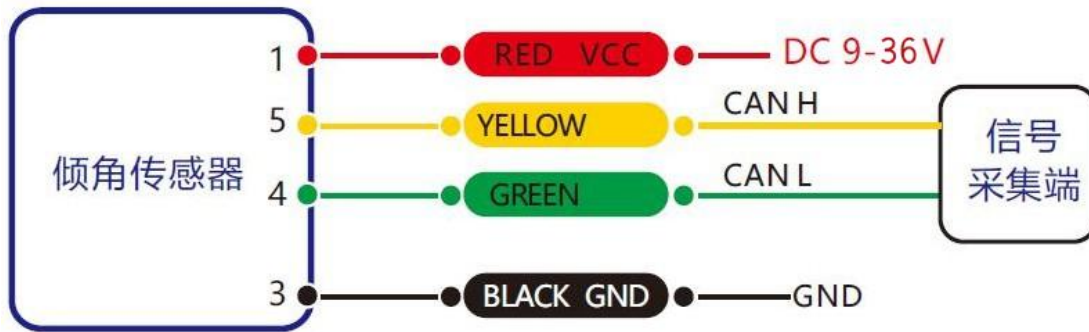 倾角传感器
1 RED VCC DC 9-36V
5 YELLOW CAN H
4 GREEN CAN L
3 BLACK GND GND
信号
采集端